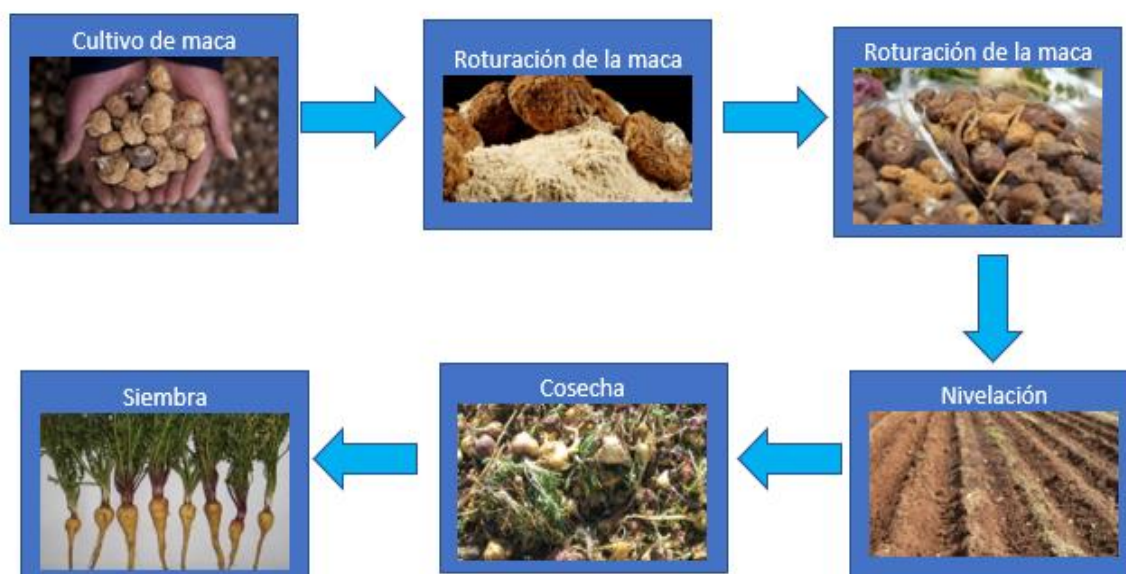 Cultivo de maca
Roturación de la maca
Roturación de la maca
Nivelación
Cosecha
Siembra